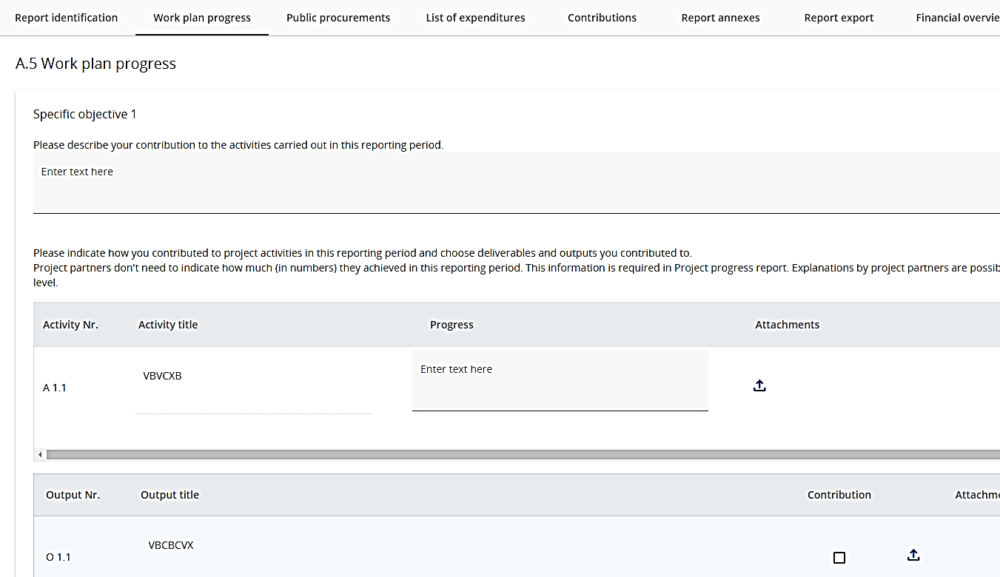 Report identification Work plan progress Public procurements List of expenditures Contributions Report annexes Report export Financial overvie
A.5 Work plan progress
Specific objective 1
Please describe your contribution to the activities carried out in this reporting period.
Enter text here
Please indicate how you contributed to project activities in this reporting period and choose deliverables and outputs you contributed to.
Project partners don't need to indicate how much (in numbers) they achieved in this reporting period. This information is required in Project progress report. Explanations by project partners are possib
level.
Activity Nr. Activity title Progress Attachments
A 1.1 VBVCXB Enter text here
Output Nr. Output title Contribution Attachme
O 1.1 VBCBCVX